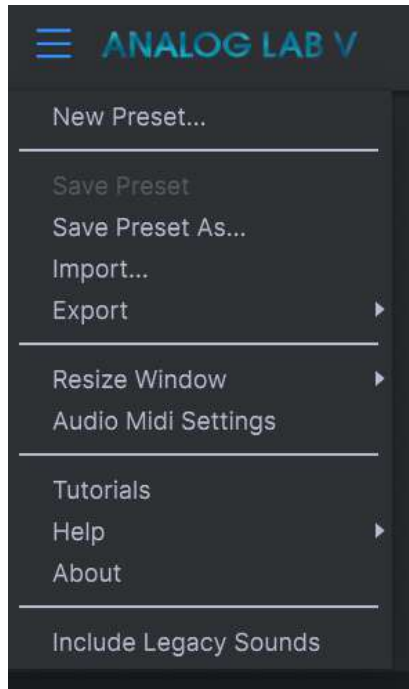 ANALOG LAB V
New Preset...
Save Preset
Save Preset As...
Import...
Export
Resize Window
Audio Midi Settings
Tutorials
Help
About
Include Legacy Sounds